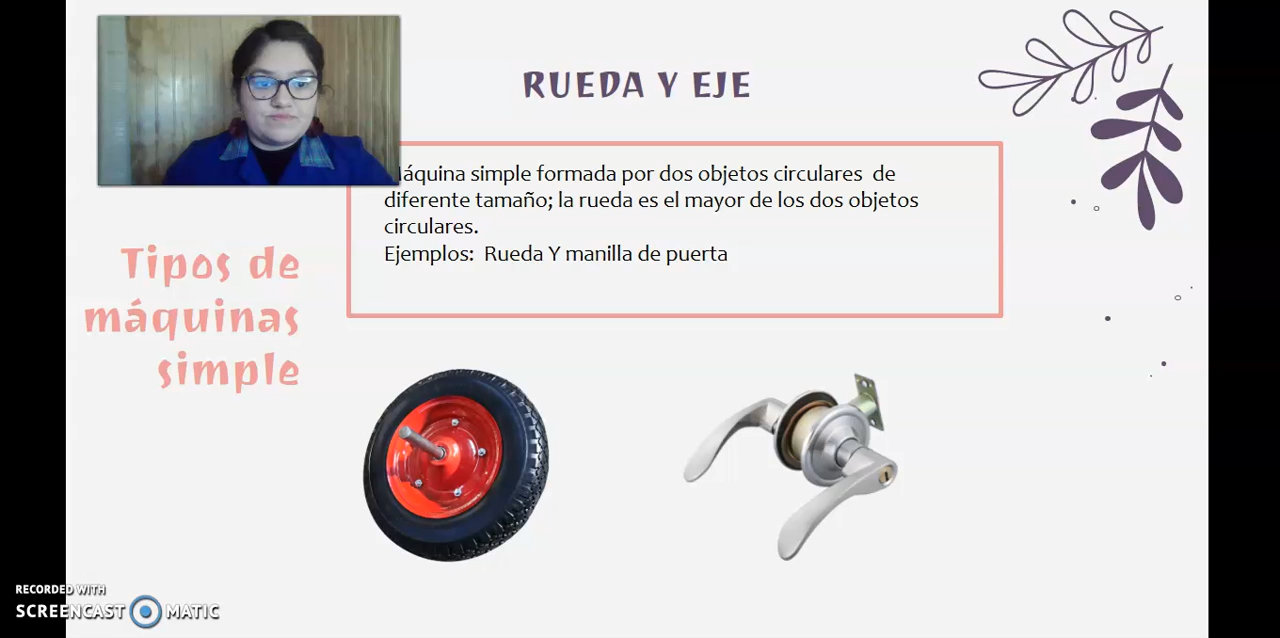 RUEDA Y EJE
máquina simple formada por dos objetos circulares de
diferente tamaño; la rueda es el mayor de los dos objetos
circulares.
Ejemplos: Rueda Y manilla de puerta
Tipos de
máquinas
simple
RECORDED WITH
SCREENCAST MATIC